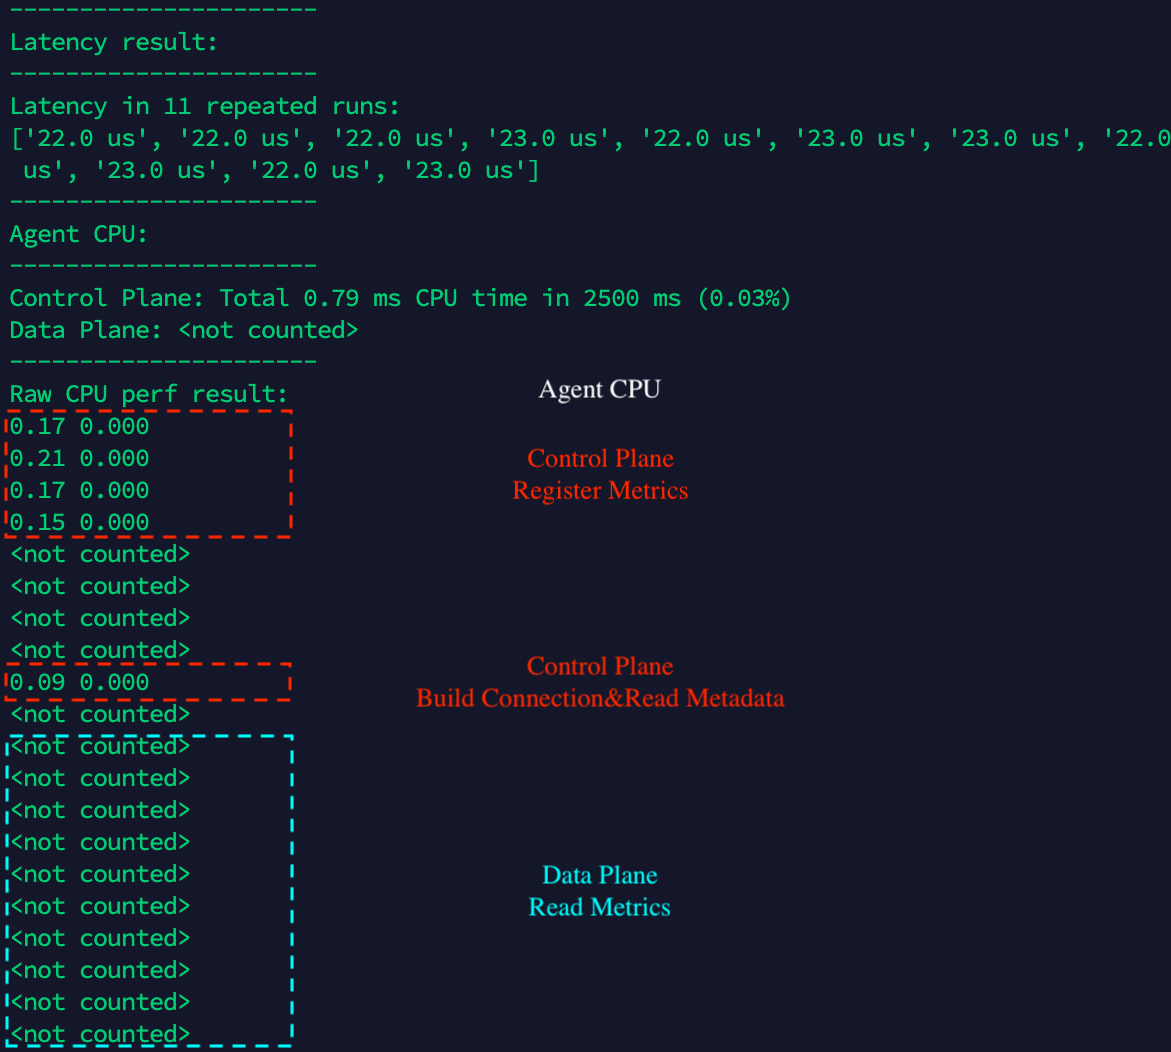 ----------------------
Latency result:
----------------------
Latency in 11 repeated runs:
['22.0 us', '22.0 us', '22.0 us', '23.0 us', '22.0 us', '23.0 us', '23.0 us', '22.0
us', '23.0 us', '22.0 us', '23.0 us']
----------------------
Agent CPU:
----------------------
Control Plane: Total 0.79 ms CPU time in 2500 ms (0.03%)
Data Plane: <not counted>
----------------------
Raw CPU perf result:
Agent CPU
0.17 0.000
0.21 0.000
Control Plane
0.17 0.000
Register Metrics
0.15 0.000
<not counted>
<not counted>
<not counted>
<not counted>
Control Plane
0.09 0.000
Build Connection&Read Metadata
<not counted>
<not counted>
<not counted>
<not counted>
<not counted>
<not counted>
Data Plane
<not counted>
Read Metrics
<not counted>
<not counted>
<not counted>
<not counted>